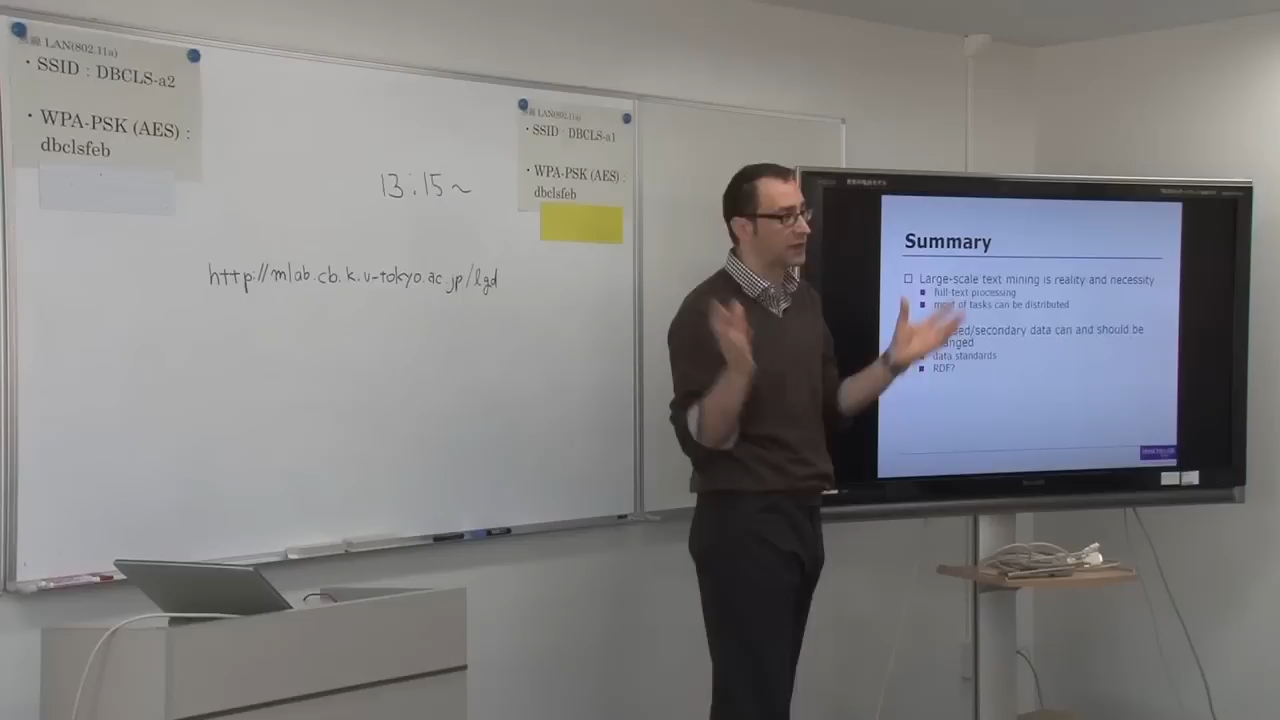 LAN(802.11a)
・SSID : DBCLS-a2
・WPA-PSK (AES) :
dbclsfeb
13:15～
http://mlab.cb.k.u-tokyo.ac.jp/lgd
LAN(802.11a)
・SSID : DBCLS-a1
・WPA-PSK (AES) :
dbclsfeb
Summary
Large-scale text mining is reality and necessity
full-text processing
most of tasks can be distributed
/secondary data can and should be
data standards
RDF?